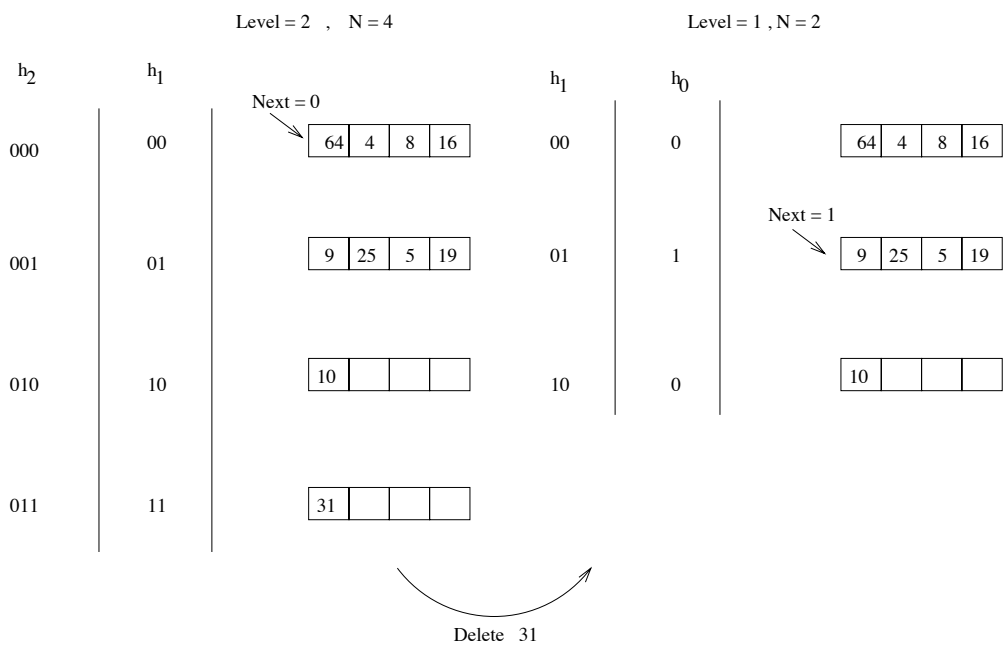 Level = 2 , N = 4
Level = 1 , N = 2
h2 h1
h1 h0
Next = 0
000 00 64 4 8 16
00 0 64 4 8 16
Next = 1
001 01 9 25 5 19
01 1 9 25 5 19
010 10 10
10 0 10
011 11 31
Delete 31